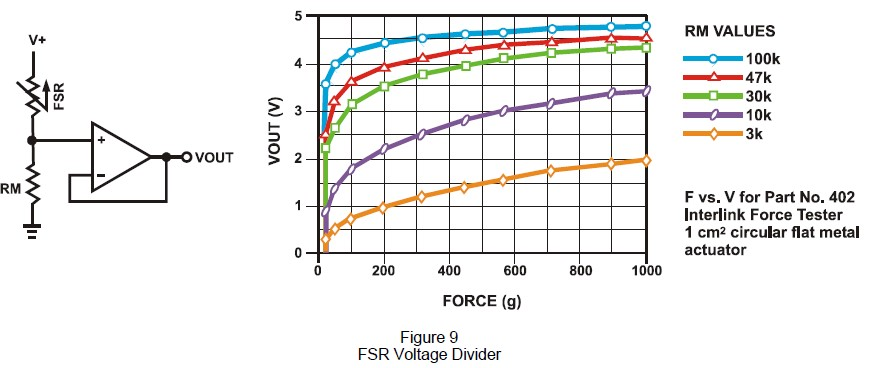 V+
FSR
+
-
VOUT
RM
VOUT (V)
5
4
3
2
1
0
0
200
400
600
800
1000
FORCE (g)
RM VALUES
100k
47k
30k
10k
3k
F vs. V for Part No. 402
Interlink Force Tester
1 cm² circular flat metal
actuator
Figure 9
FSR Voltage Divider